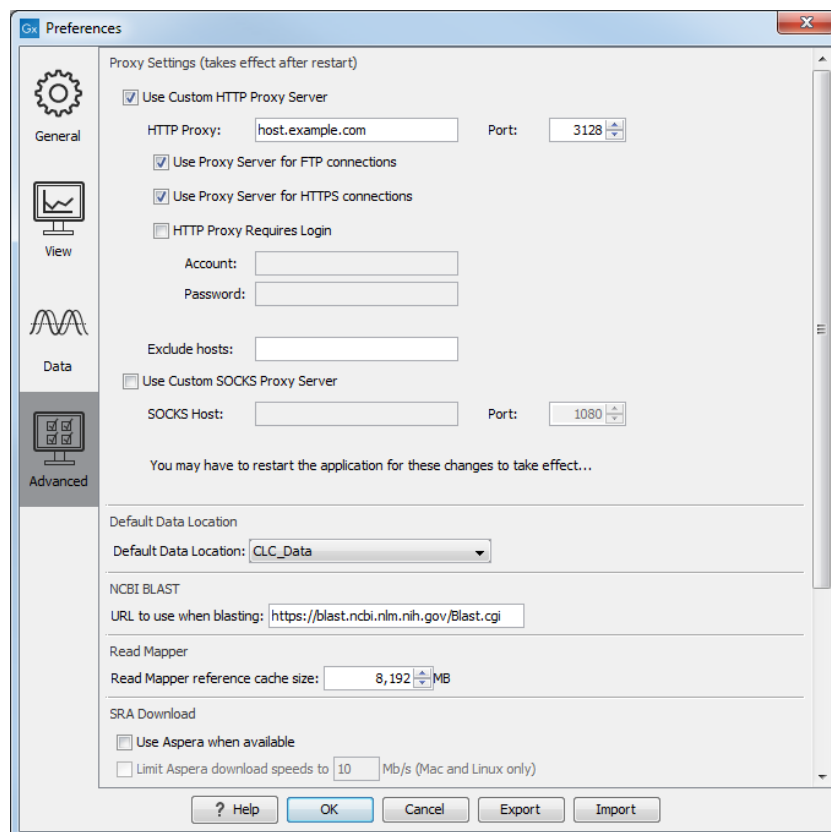 Gx Preferences
X
General
View
Data
Advanced
Proxy Settings (takes effect after restart)
Use Custom HTTP Proxy Server
HTTP Proxy: host.example.com Port: 3128
Use Proxy Server for FTP connections
Use Proxy Server for HTTPS connections
HTTP Proxy Requires Login
Account:
Password:
Exclude hosts:
Use Custom SOCKS Proxy Server
SOCKS Host: Port: 1080
You may have to restart the application for these changes to take effect...
Default Data Location
Default Data Location: CLC_Data
NCBI BLAST
URL to use when blasting: https://blast.ncbi.nlm.nih.gov/Blast.cgi
Read Mapper
Read Mapper reference cache size: 8,192 MB
SRA Download
Use Aspera when available
Limit Aspera download speeds to 10 Mb/s (Mac and Linux only)
? Help OK Cancel Export Import